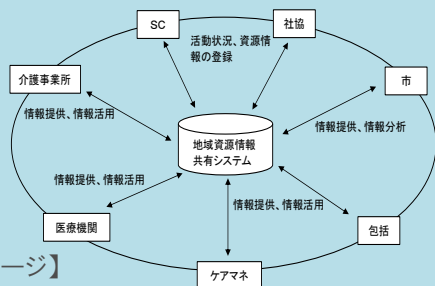 SC
社協
活動状況、資源情
報の登録
介護事業所
市
情報提供、情報活用
地域資源情報
共有システム
情報提供、情報分析
情報提供、情報活用
情報提供、情報活用
医療機関
包括
ージ】
ケアマネ